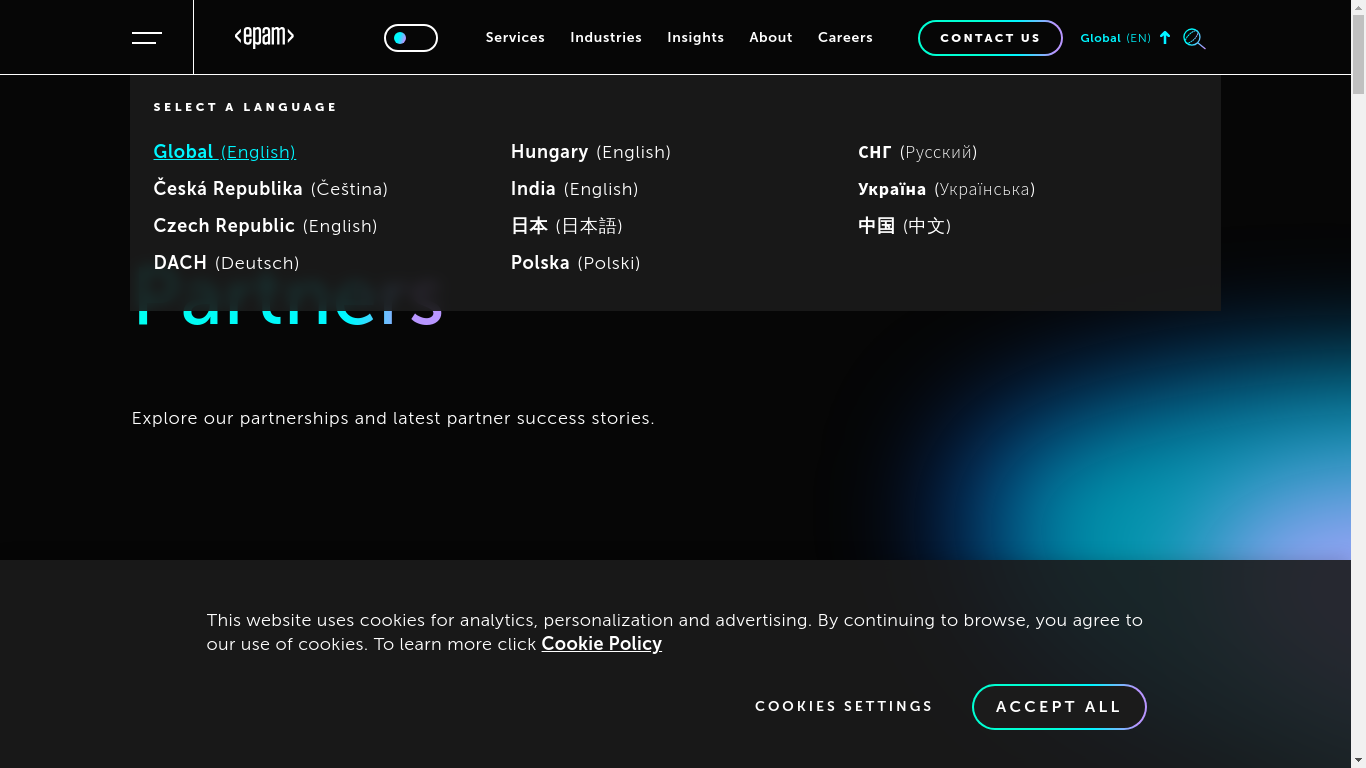 <epam>
Services
Industries
Insights
About
Careers
CONTACT US
Global (EN)
SELECT A LANGUAGE
Global (English)
Česká Republika (Čeština)
Czech Republic (English)
DACH (Deutsch)
Hungary (English)
India (English)
日本 (日本語)
Polska (Polski)
СНГ (Русский)
Україна (Українська)
中国 (中文)
Partners
Explore our partnerships and latest partner success stories.
This website uses cookies for analytics, personalization and advertising. By continuing to browse, you agree to
our use of cookies. To learn more click Cookie Policy
COOKIES SETTINGS
ACCEPT ALL